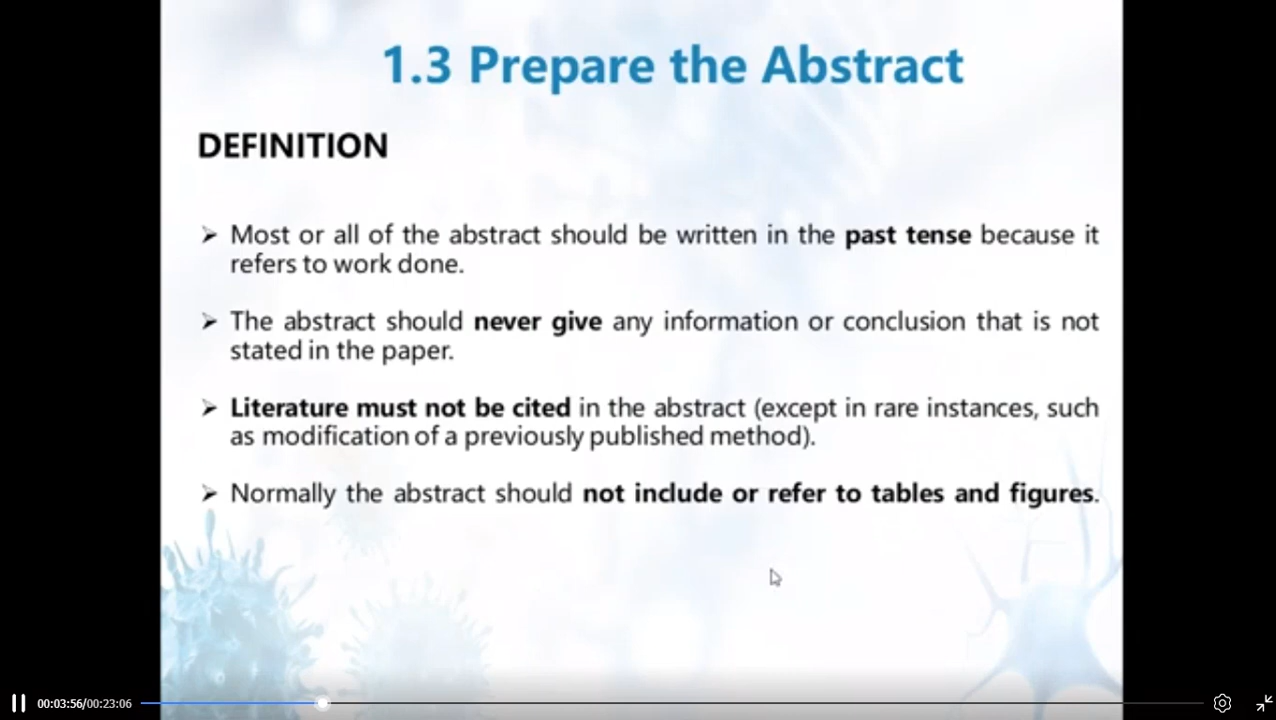 1.3 Prepare the Abstract
DEFINITION
➢ Most or all of the abstract should be written in the past tense because it
refers to work done.
➢ The abstract should never give any information or conclusion that is not
stated in the paper.
➢ Literature must not be cited in the abstract (except in rare instances, such
as modification of a previously published method).
➢ Normally the abstract should not include or refer to tables and figures.
00:03:56/00:23:06